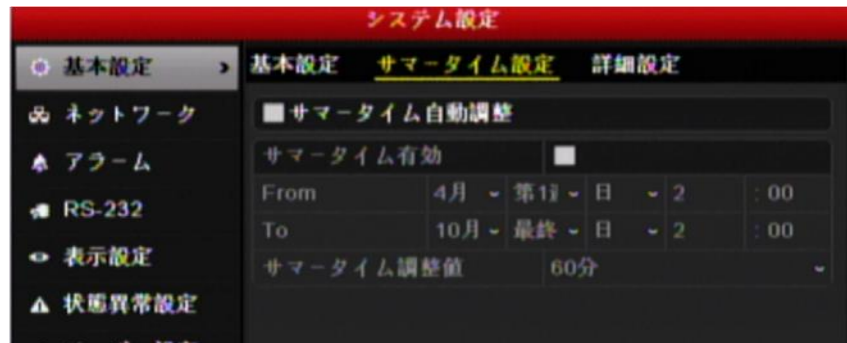 システム設定
基本設定
基本設定 サマータイム設定 詳細設定
ネットワーク
サマータイム自動調整
アラーム
サマータイム有効
RS-232
From 4月 第1 日 2 : 00
To 10月 最終 日 2 : 00
表示設定
サマータイム調整値 60分
状態異常設定